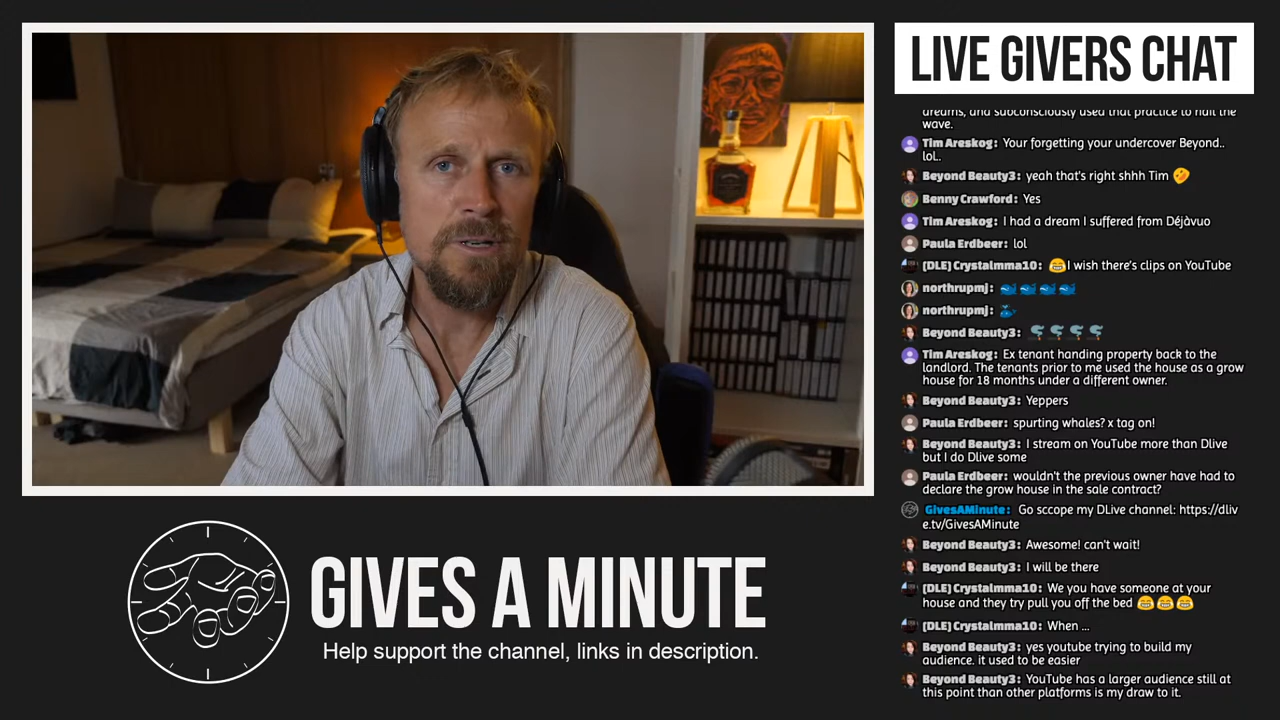 LIVE GIVERS CHAT
dreams, and subconsciously used that practice to halt the
wave.
Tim Areskog: Your forgetting your undercover Beyond..
lol..
Beyond Beauty3: yeah that's right shhh Tim
Benny Crawford: Yes
Tim Areskog: I had a dream I suffered from Déjàvuo
Paula Erdbeer: lol
[DLE] Crystalmma10: 😁I wish there's clips on YouTube
northrupmj: 🐳🐳🐳🐳
northrupmj:
Beyond Beauty3:
Tim Areskog: Ex tenant handing property back to the
landlord. The tenants prior to me used the house as a grow
house for 18 months under a different owner.
Beyond Beauty3: Yeppers
Paula Erdbeer: spurting whales? x tag on!
Beyond Beauty3: I stream on YouTube more than Dlive
but I do Dlive some
Paula Erdbeer: wouldn't the previous owner have had to
declare the grow house in the sale contract?
GivesAMinute: Go sccope my DLive channel: https://dliv
e.tv/GivesAMinute
Beyond Beauty3: Awesome! can't wait!
Beyond Beauty3: I will be there
[DLE] Crystalmma10: We you have someone at your
house and they try pull you off the bed 😁😁😁
[DLE] Crystalmma10: When ...
Beyond Beauty3: yes youtube trying to build my
audience. it used to be easier
Beyond Beauty3: YouTube has a larger audience still at
this point than other platforms is my draw to it.
GIVES A MINUTE
Help support the channel, links in description.